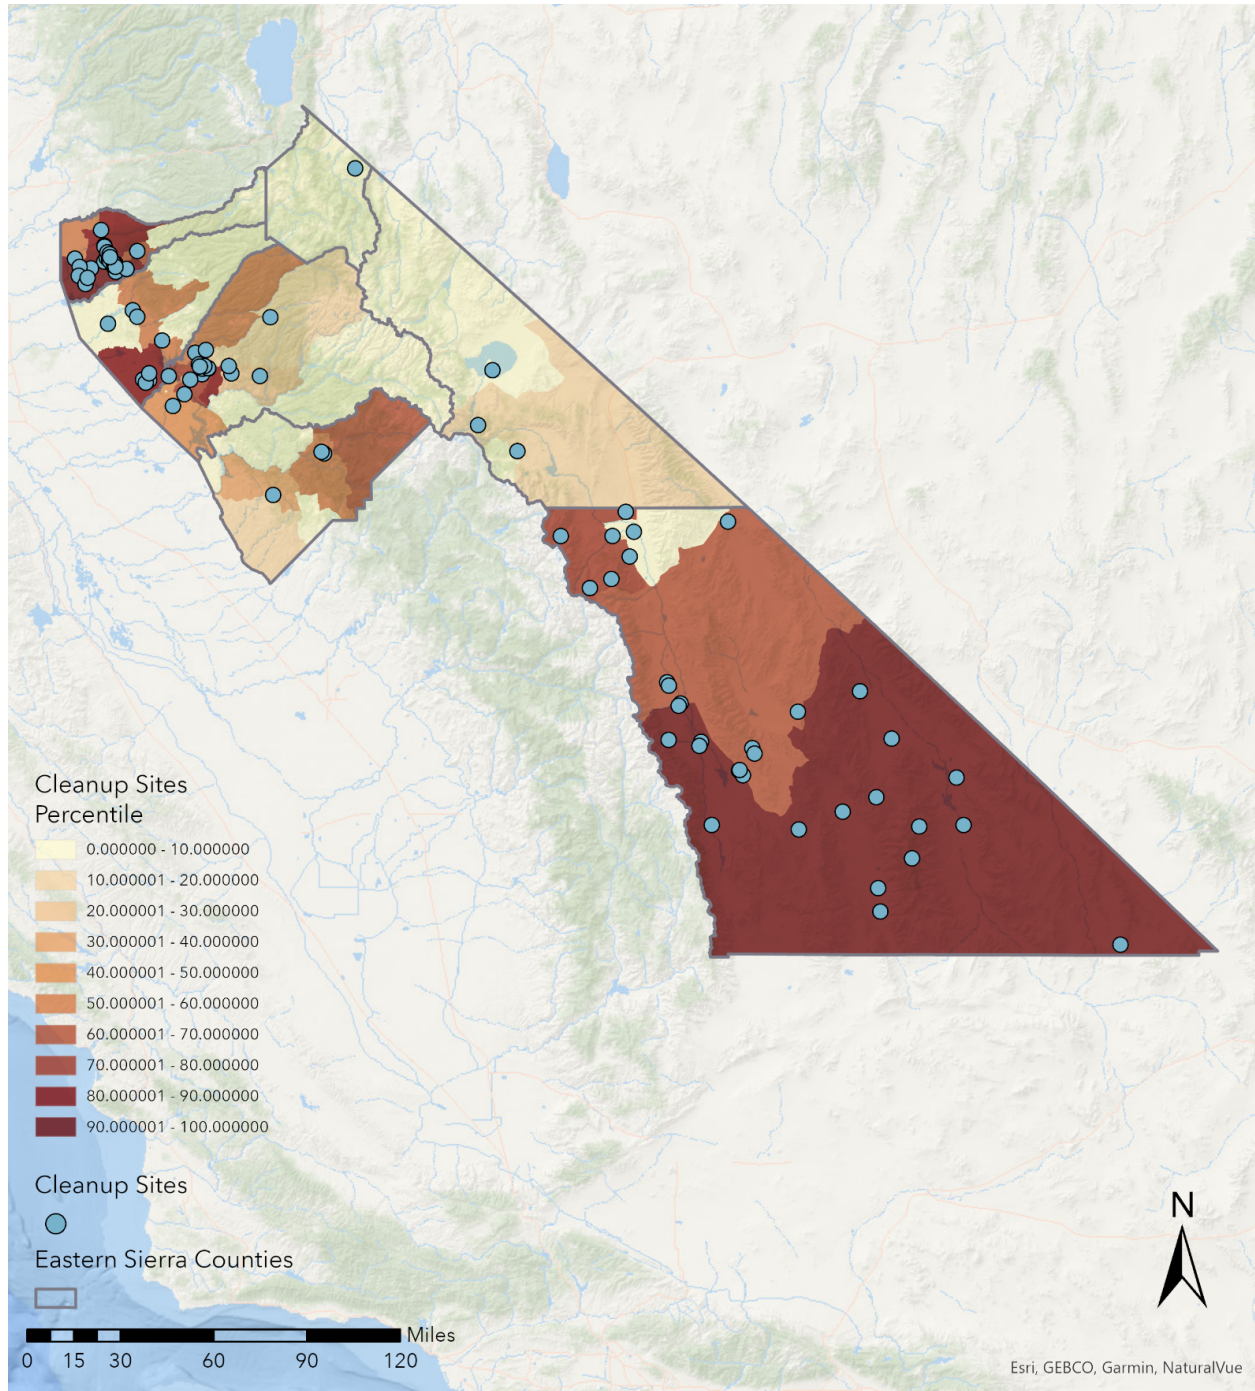 Cleanup Sites
Percentile
0.000000 - 10.000000
10.000001 - 20.000000
20.000001 - 30.000000
30.000001 - 40.000000
40.000001 - 50.000000
50.000001 - 60.000000
60.000001 - 70.000000
70.000001 - 80.000000
80.000001 - 90.000000
90.000001 - 100.000000
Cleanup Sites
Eastern Sierra Counties
Miles
0 15 30 60 90 120
N
Esri, GEBCO, Garmin, NaturalVue